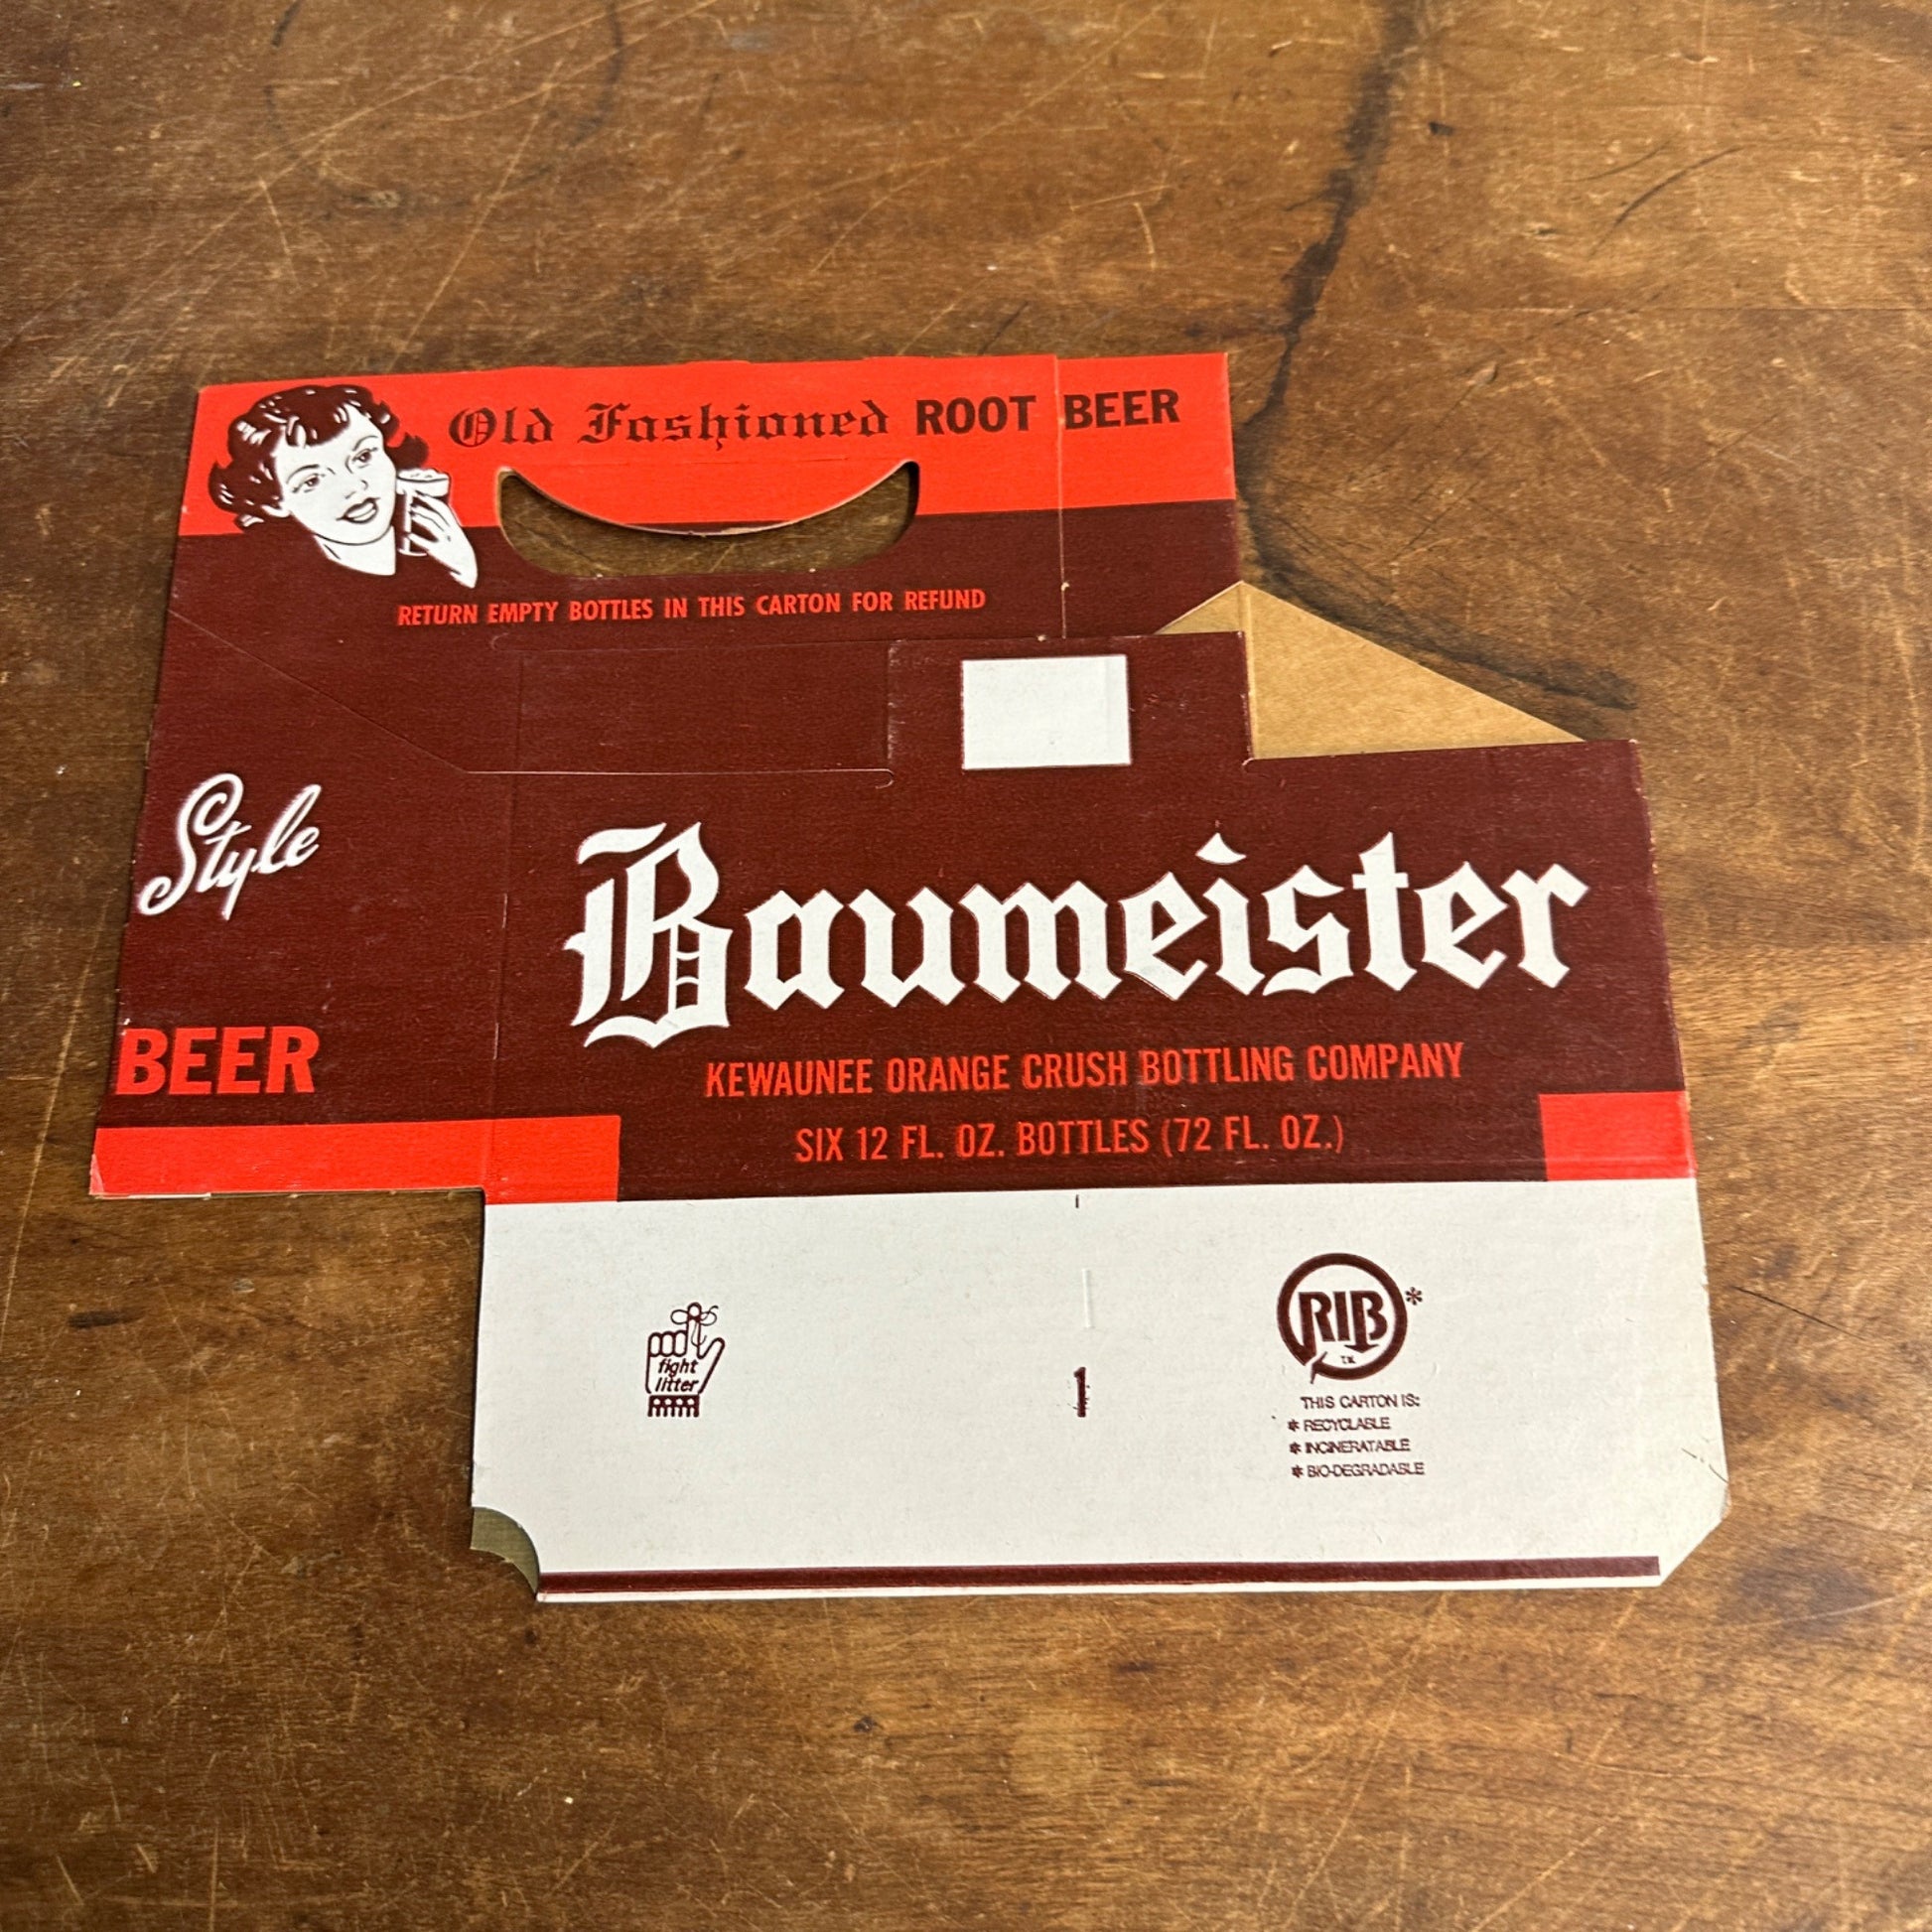 Old Fashioned ROOT BEER
RETURN EMPTY BOTTLES IN THIS CARTON FOR REFUND
Style
BEER
Baumeister
KEWAUNEE ORANGE CRUSH BOTTLING COMPANY
SIX 12 FL. OZ. BOTTLES (72 FL. OZ.)
fight
litter
RIB*
TM
THIS CARTON IS:
* RECYCLABLE
* INCINERATABLE
* BIO-DEGRADABLE
1